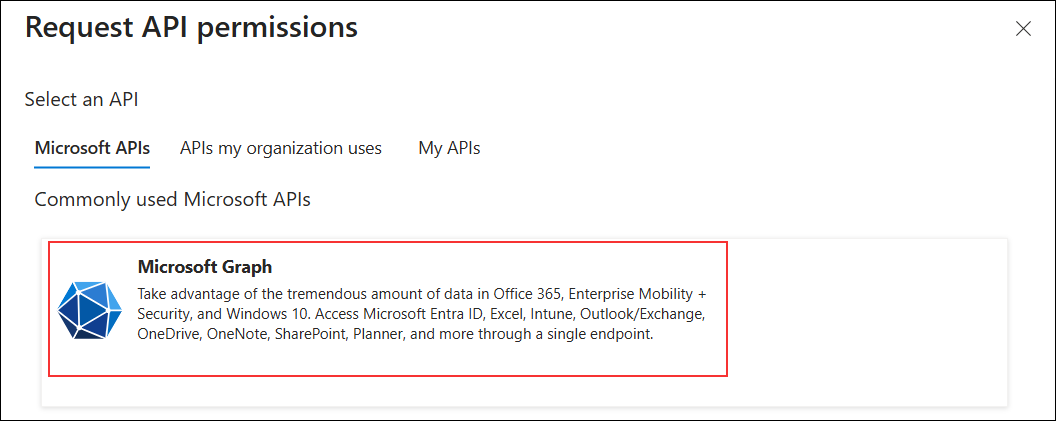 Request API permissions
Select an API
Microsoft APIs APIs my organization uses My APIs
Commonly used Microsoft APIs
Microsoft Graph
Take advantage of the tremendous amount of data in Office 365, Enterprise Mobility +
Security, and Windows 10. Access Microsoft Entra ID, Excel, Intune, Outlook/Exchange,
OneDrive, OneNote, SharePoint, Planner, and more through a single endpoint.